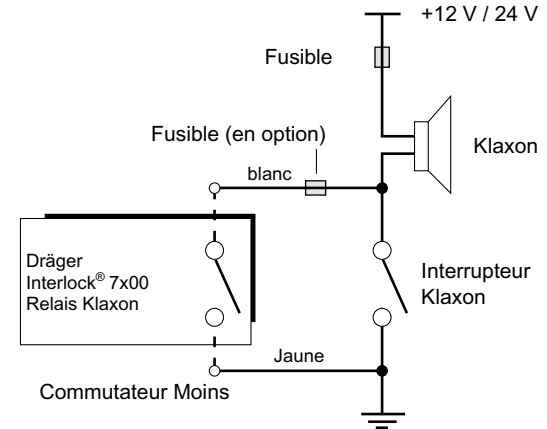 +12 V / 24 V
Fusible
Fusible (en option)
Klaxon
blanc
Dräger
Interlock® 7x00
Relais Klaxon
Interrupteur
Klaxon
Jaune
Commutateur Moins